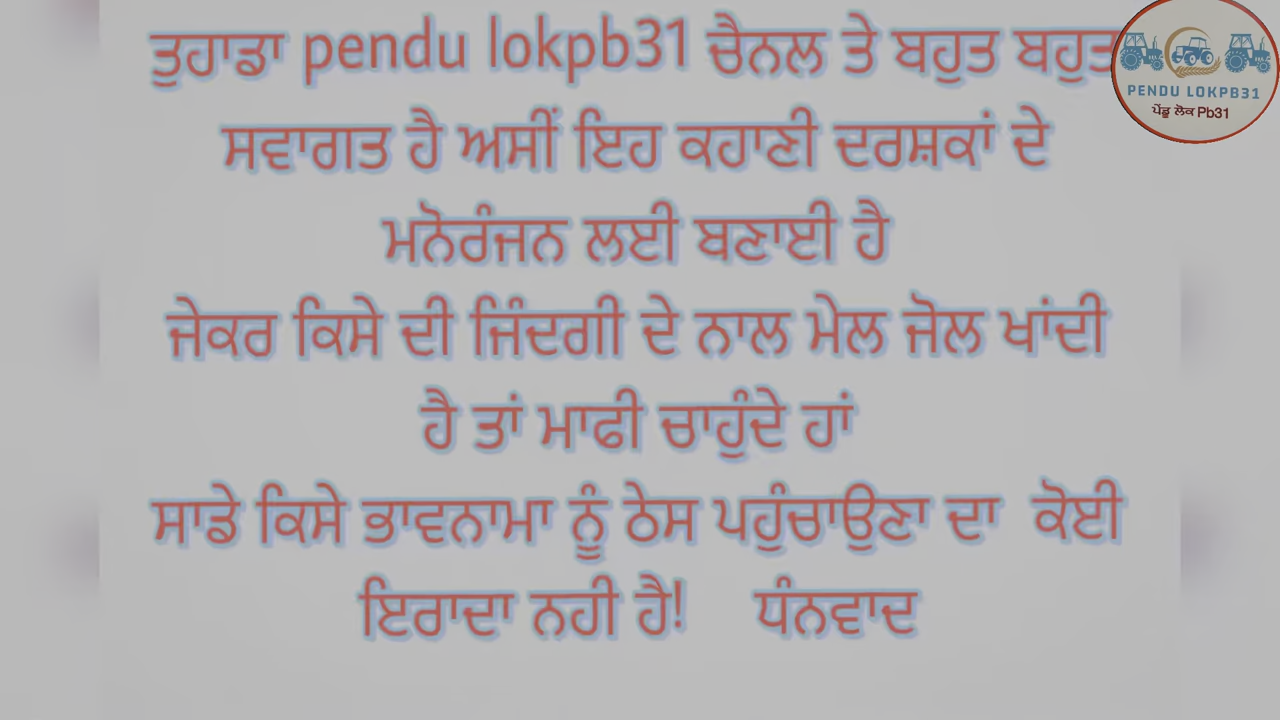 ਤੁਹਾਡਾ pendu lokpb31 ਚੈਨਲ ਤੇ ਬਹੁਤ ਬਹੁਤ
ਸਵਾਗਤ ਹੈ ਅਸੀਂ ਇਹ ਕਹਾਣੀ ਦਰਸ਼ਕਾਂ ਦੇ
ਮਨੋਰੰਜਨ ਲਈ ਬਣਾਈ ਹੈ
ਜੇਕਰ ਕਿਸੇ ਦੀ ਜਿੰਦਗੀ ਦੇ ਨਾਲ ਮੇਲ ਜੋਲ ਖਾਂਦੀ
ਹੈ ਤਾਂ ਮਾਫੀ ਚਾਹੁੰਦੇ ਹਾਂ
ਸਾਡੇ ਕਿਸੇ ਭਾਵਨਾਮਾ ਨੂੰ ਠੇਸ ਪਹੁੰਚਾਉਣਾ ਦਾ ਕੋਈ
ਇਰਾਦਾ ਨਹੀ ਹੈ! ਧੰਨਵਾਦ
PENDU LOKPB31
ਪੇਂਡੂ ਲੋਕ Pb31